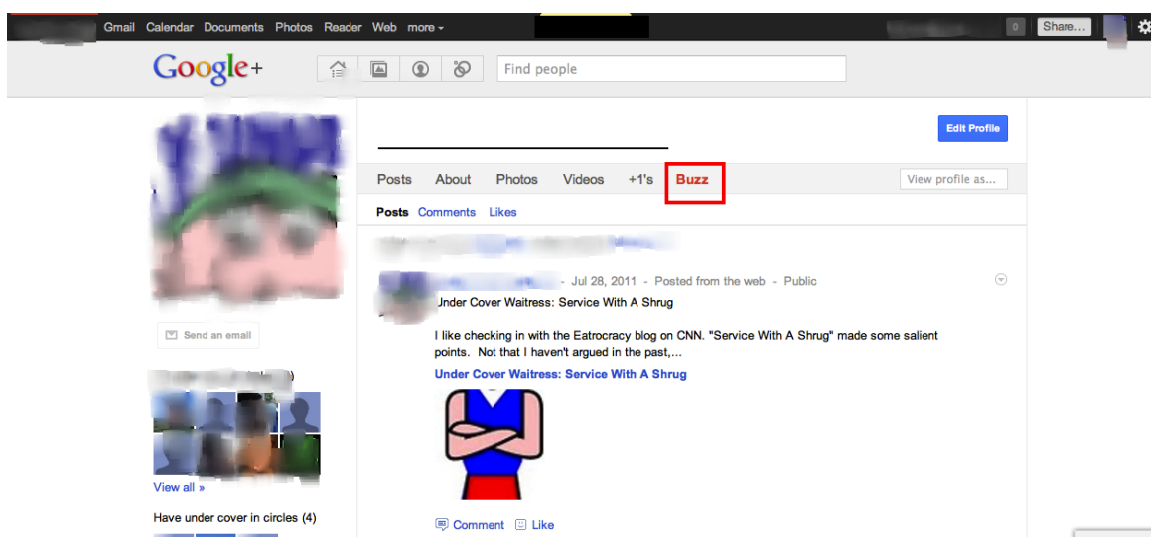 Gmail Calendar Documents Photos Reader Web more
0 Share...
Google+ Find people
Edit Profile
Posts About Photos Videos +1's Buzz View profile as...
Posts Comments Likes
- Jul 28, 2011 - Posted from the web - Public
Under Cover Waitress: Service With A Shrug
Send an email
I like checking in with the Eatrocracy blog on CNN. "Service With A Shrug" made some salient
points. Not that I haven't argued in the past,...
Under Cover Waitress: Service With A Shrug
View all »
Have under cover in circles (4)
Comment Like